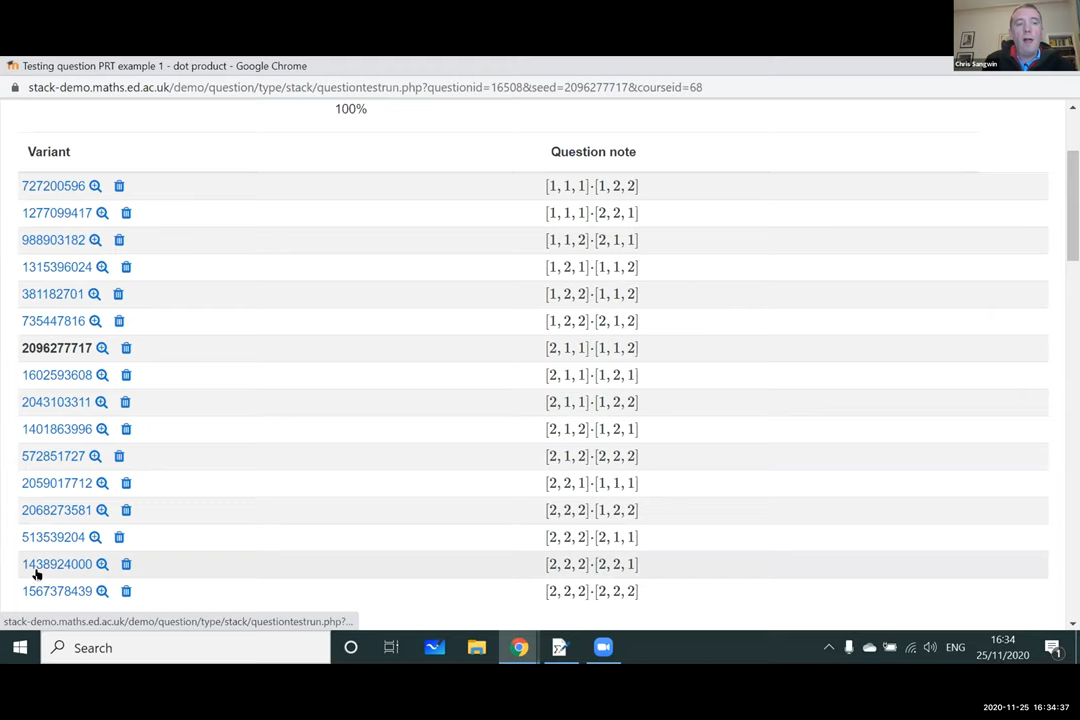 Chris Sangwin
Testing question PRT example 1 - dot product - Google Chrome
stack-demo.maths.ed.ac.uk/demo/question/type/stack/questiontestrun.php?questionid=16508&seed=2096277717&courseid=68
100%
Variant Question note
727200596 [1, 1, 1]·[1, 2, 2]
1277099417 [1, 1, 1]·[2, 2, 1]
988903182 [1, 1, 2]·[2, 1, 1]
1315396024 [1, 2, 1]·[1, 1, 2]
381182701 [1, 2, 2]·[1, 1, 2]
735447816 [1, 2, 2]·[2, 1, 2]
2096277717 [2, 1, 1]·[1, 1, 2]
1602593608 [2, 1, 1]·[1, 2, 1]
2043103311 [2, 1, 1]·[1, 2, 2]
1401863996 [2, 1, 2]·[1, 2, 1]
572851727 [2, 1, 2]·[2, 2, 2]
2059017712 [2, 2, 1]·[1, 1, 1]
2068273581 [2, 2, 2]·[1, 2, 2]
513539204 [2, 2, 2]·[2, 1, 1]
1438924000 [2, 2, 2]·[2, 2, 1]
1567378439 [2, 2, 2]·[2, 2, 2]
stack-demo.maths.ed.ac.uk/demo/question/type/stack/questiontestrun.php?...
Search
ENG
16:34
25/11/2020
1
2020-11-25 16:34:37